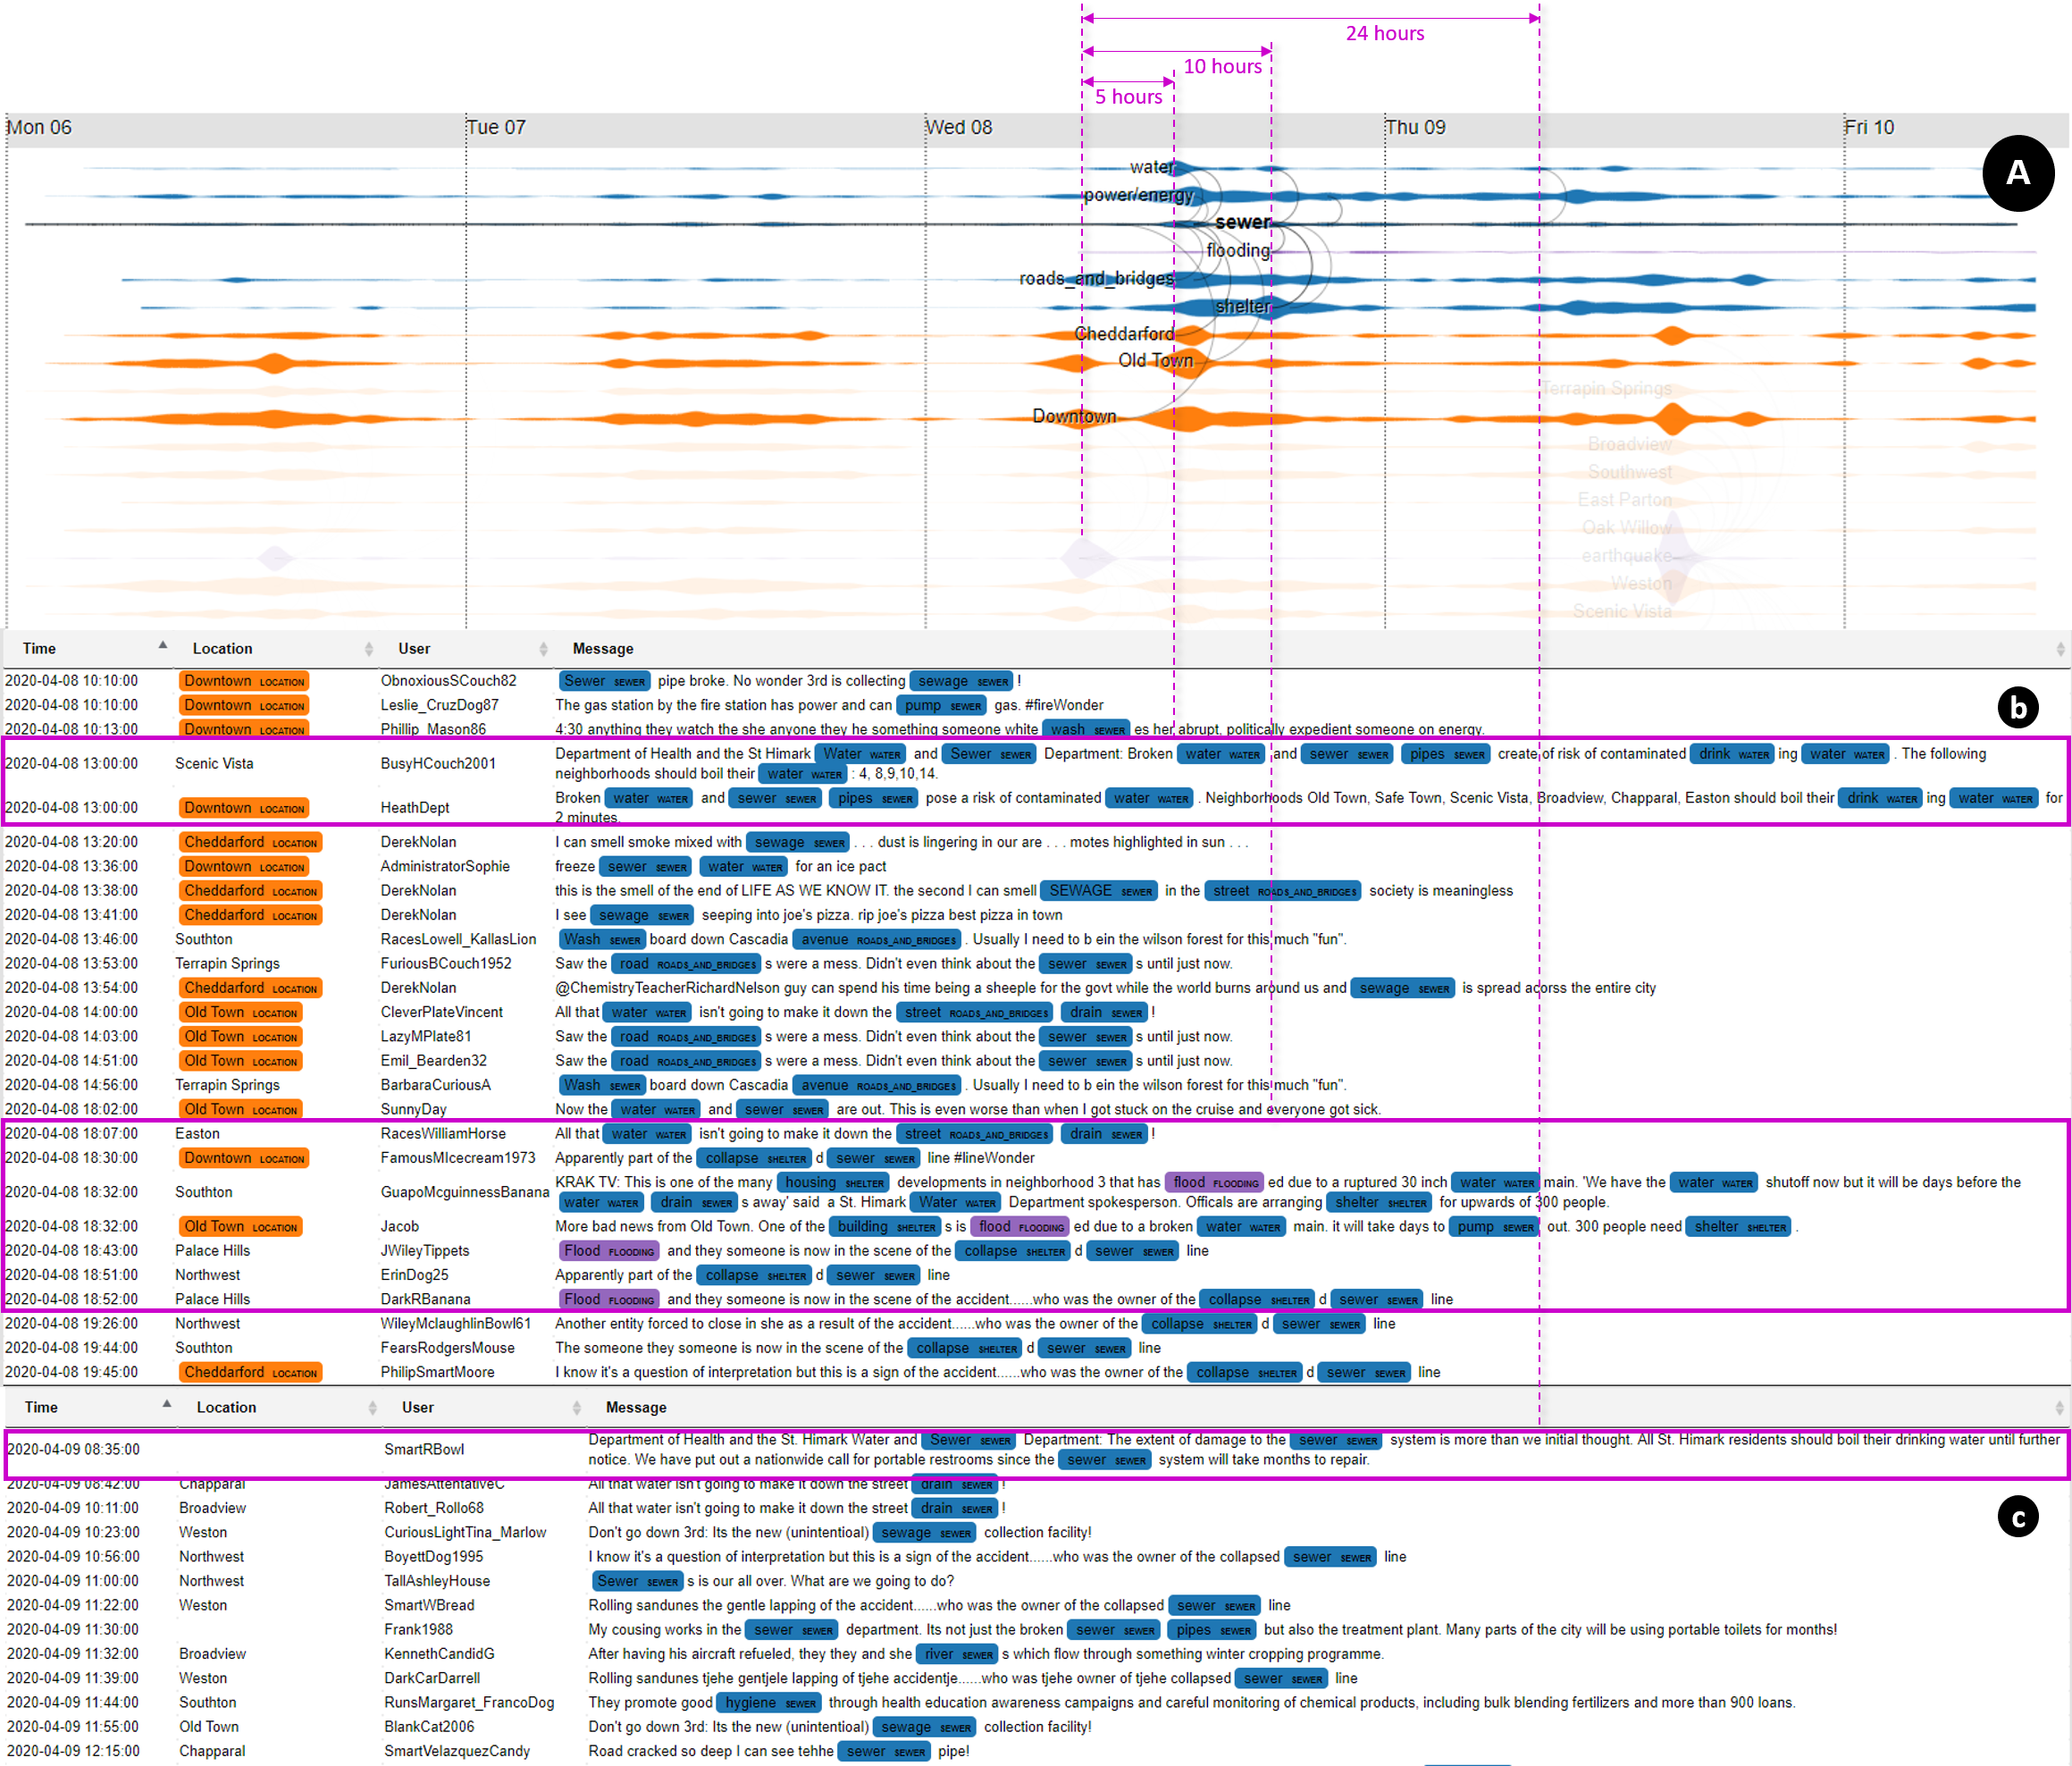 24 hours
10 hours
5 hours
Mon 06 Tue 07 Wed 08 Thu 09 Fri 10
A
water
power/energy
sewer
flooding
roads_and_bridges
shelter
Cheddarford
Old Town
Terrapin Springs
Downtown
Broadview
Southwest
East Parton
Oak Willow
earthquake
Weston
Scenic Vista
Time Location User Message
2020-04-08 10:10:00 Downtown LOCATION ObnoxiousSCouch82 Sewer SEWER pipe broke. No wonder 3rd is collecting sewage SEWER !
b
2020-04-08 10:10:00 Downtown LOCATION Leslie_CruzDog87 The gas station by the fire station has power and can pump SEWER gas. #fireWonder
2020-04-08 10:13:00 Downtown LOCATION Phillip_Mason86 4:30 anything they watch the she anyone they he something someone white wash SEWER es her abrupt, politically expedient someone on energy.
2020-04-08 13:00:00 Scenic Vista BusyHCouch2001 Department of Health and the St Himark Water WATER and Sewer SEWER Department: Broken water WATER and sewer SEWER pipes SEWER create of risk of contaminated drink WATER ing water WATER . The following
neighborhoods should boil their water WATER : 4, 8,9,10,14.
2020-04-08 13:00:00 Downtown LOCATION HeathDept Broken water WATER and sewer SEWER pipes SEWER pose a risk of contaminated water WATER . Neighborhoods Old Town, Safe Town, Scenic Vista, Broadview, Chapparal, Easton should boil their drink WATER ing water WATER for
2 minutes.
2020-04-08 13:20:00 Cheddarford LOCATION DerekNolan I can smell smoke mixed with sewage SEWER . . . dust is lingering in our are . . . motes highlighted in sun . . .
2020-04-08 13:36:00 Downtown LOCATION AdministratorSophie freeze sewer SEWER water WATER for an ice pact
2020-04-08 13:38:00 Cheddarford LOCATION DerekNolan this is the smell of the end of LIFE AS WE KNOW IT. the second I can smell SEWAGE SEWER in the street ROADS_AND_BRIDGES society is meaningless
2020-04-08 13:41:00 Cheddarford LOCATION DerekNolan I see sewage SEWER seeping into joe's pizza. rip joe's pizza best pizza in town
2020-04-08 13:46:00 Southton RacesLowell_KallasLion Wash SEWER board down Cascadia avenue ROADS_AND_BRIDGES . Usually I need to b ein the wilson forest for this much "fun".
2020-04-08 13:53:00 Terrapin Springs FuriousBCouch1952 Saw the road ROADS_AND_BRIDGES s were a mess. Didn't even think about the sewer SEWER s until just now.
2020-04-08 13:54:00 Cheddarford LOCATION DerekNolan @ChemistryTeacherRichardNelson guy can spend his time being a sheeple for the govt while the world burns around us and sewage SEWER is spread acorss the entire city
2020-04-08 14:00:00 Old Town LOCATION CleverPlateVincent All that water WATER isn't going to make it down the street ROADS_AND_BRIDGES drain SEWER !
2020-04-08 14:03:00 Old Town LOCATION LazyMPlate81 Saw the road ROADS_AND_BRIDGES s were a mess. Didn't even think about the sewer SEWER s until just now.
2020-04-08 14:51:00 Old Town LOCATION Emil_Bearden32 Saw the road ROADS_AND_BRIDGES s were a mess. Didn't even think about the sewer SEWER s until just now.
2020-04-08 14:56:00 Terrapin Springs BarbaraCuriousA Wash SEWER board down Cascadia avenue ROADS_AND_BRIDGES . Usually I need to b ein the wilson forest for this much "fun".
2020-04-08 18:02:00 Old Town LOCATION SunnyDay Now the water WATER and sewer SEWER are out. This is even worse than when I got stuck on the cruise and everyone got sick.
2020-04-08 18:07:00 Easton RacesWilliamHorse All that water WATER isn't going to make it down the street ROADS_AND_BRIDGES drain SEWER !
2020-04-08 18:30:00 Downtown LOCATION FamousMIcecream1973 Apparently part of the collapse SHELTER d sewer SEWER line #lineWonder
2020-04-08 18:32:00 Southton GuapoMcguinnessBanana KRAK TV: This is one of the many housing SHELTER developments in neighborhood 3 that has flood FLOODING ed due to a ruptured 30 inch water WATER main. 'We have the water WATER shutoff now but it will be days before the
water WATER drain SEWER s away' said a St. Himark Water WATER Department spokesperson. Officals are arranging shelter SHELTER for upwards of 300 people.
2020-04-08 18:32:00 Old Town LOCATION Jacob More bad news from Old Town. One of the building SHELTER s is flood FLOODING ed due to a broken water WATER main. it will take days to pump SEWER out. 300 people need shelter SHELTER .
2020-04-08 18:43:00 Palace Hills JWileyTippets Flood FLOODING and they someone is now in the scene of the collapse SHELTER d sewer SEWER line
2020-04-08 18:51:00 Northwest ErinDog25 Apparently part of the collapse SHELTER d sewer SEWER line
2020-04-08 18:52:00 Palace Hills DarkRBanana Flood FLOODING and they someone is now in the scene of the accident......who was the owner of the collapse SHELTER d sewer SEWER line
2020-04-08 19:26:00 Northwest WileyMclaughlinBowl61 Another entity forced to close in she as a result of the accident......who was the owner of the collapse SHELTER d sewer SEWER line
2020-04-08 19:44:00 Southton FearsRodgersMouse The someone they someone is now in the scene of the collapse SHELTER d sewer SEWER line
2020-04-08 19:45:00 Cheddarford LOCATION PhilipSmartMoore I know it's a question of interpretation but this is a sign of the accident......who was the owner of the collapse SHELTER d sewer SEWER line
Time Location User Message
2020-04-09 08:35:00 SmartRBowl Department of Health and the St. Himark Water and Sewer SEWER Department: The extent of damage to the sewer SEWER system is more than we initial thought. All St. Himark residents should boil their drinking water until further
notice. We have put out a nationwide call for portable restrooms since the sewer SEWER system will take months to repair.
2020-04-09 08:42:00 Chapparal JamesAttentativeC All that water isn't going to make it down the street drain SEWER !
2020-04-09 10:11:00 Broadview Robert_Rollo68 All that water isn't going to make it down the street drain SEWER !
c
2020-04-09 10:23:00 Weston CuriousLightTina_Marlow Don't go down 3rd: Its the new (unintentioal) sewage SEWER collection facility!
2020-04-09 10:56:00 Northwest BoyettDog1995 I know it's a question of interpretation but this is a sign of the accident......who was the owner of the collapsed sewer SEWER line
2020-04-09 11:00:00 Northwest TallAshleyHouse Sewer SEWER s is our all over. What are we going to do?
2020-04-09 11:22:00 Weston SmartWBread Rolling sandunes the gentle lapping of the accident......who was the owner of the collapsed sewer SEWER line
2020-04-09 11:30:00 Frank1988 My cousing works in the sewer SEWER department. Its not just the broken sewer SEWER pipes SEWER but also the treatment plant. Many parts of the city will be using portable toilets for months!
2020-04-09 11:32:00 Broadview KennethCandidG After having his aircraft refueled, they they and she river SEWER s which flow through something winter cropping programme.
2020-04-09 11:39:00 Weston DarkCarDarrell Rolling sandunes tjehe gentjele lapping of tjehe accidentje......who was tjehe owner of tjehe collapsed sewer SEWER line
2020-04-09 11:44:00 Southton RunsMargaret_FrancoDog They promote good hygiene SEWER through health education awareness campaigns and careful monitoring of chemical products, including bulk blending fertilizers and more than 900 loans.
2020-04-09 11:55:00 Old Town BlankCat2006 Don't go down 3rd: Its the new (unintentioal) sewage SEWER collection facility!
2020-04-09 12:15:00 Chapparal SmartVelazquezCandy Road cracked so deep I can see tehhe sewer SEWER pipe!